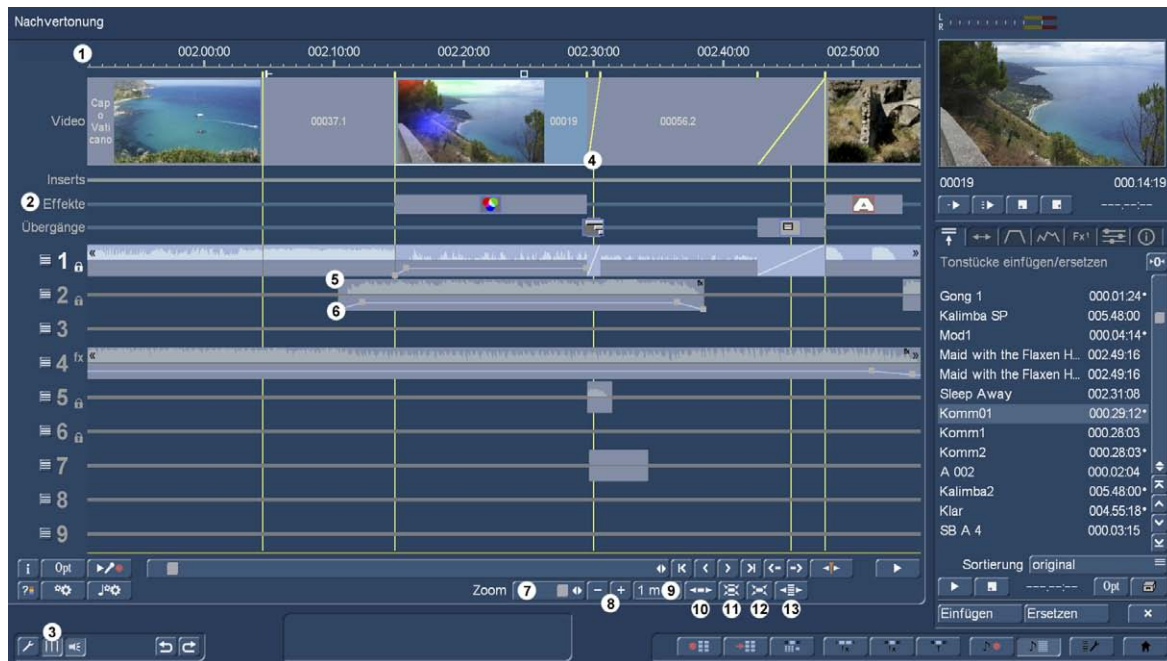 Nachvertonung
L
R
1
002.00:00
002.10:00
002.20:00
002.30:00
002.40:00
002.50:00
Video
Cap
o
Vati
cano
00037.1
00019
00056.2
4
Inserts
2 Effekte
Übergänge
1
5
2
6
3
4 fx
5
6
7
8
9
i
Opt
Zoom
7
8
1 m
9
10
11
12
13
3
00019
000.14:19
---.--:--
Fx¹
Tonstücke einfügen/ersetzen
0
Gong 1 000.01:24*
Kalimba SP 005.48:00
Mod1 000.04:14*
Maid with the Flaxen H... 002.49:16
Maid with the Flaxen H... 002.49:16
Sleep Away 002.31:08
Komm01 000.29:12*
Komm1 000.28:03
Komm2 000.28:03*
A 002 000.02:04
Kalimba2 005.48:00*
Klar 004.55:18*
SB A 4 000.03:15
Sortierung original
---.--:--
Opt
Einfügen
Ersetzen
×